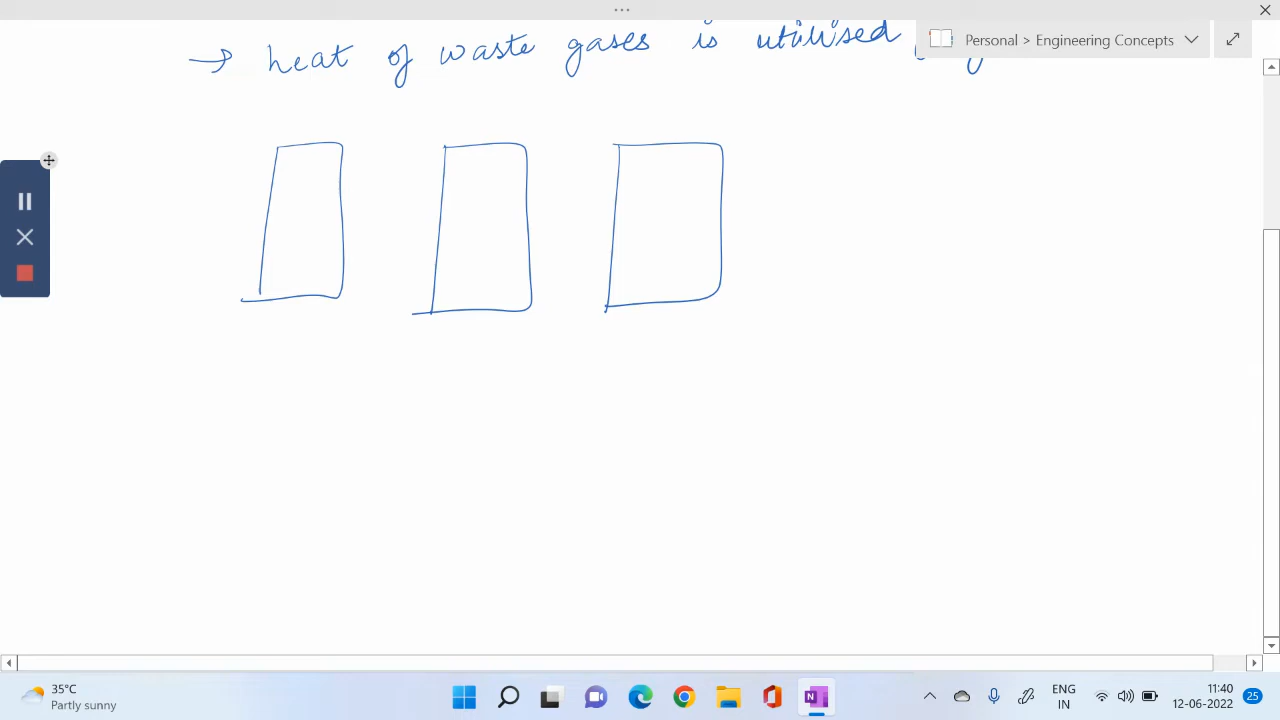 → heat of waste gases is utilised
Personal > Engineering Concepts
35°C
Partly sunny
ENG
IN
11:40
12-06-2022
25